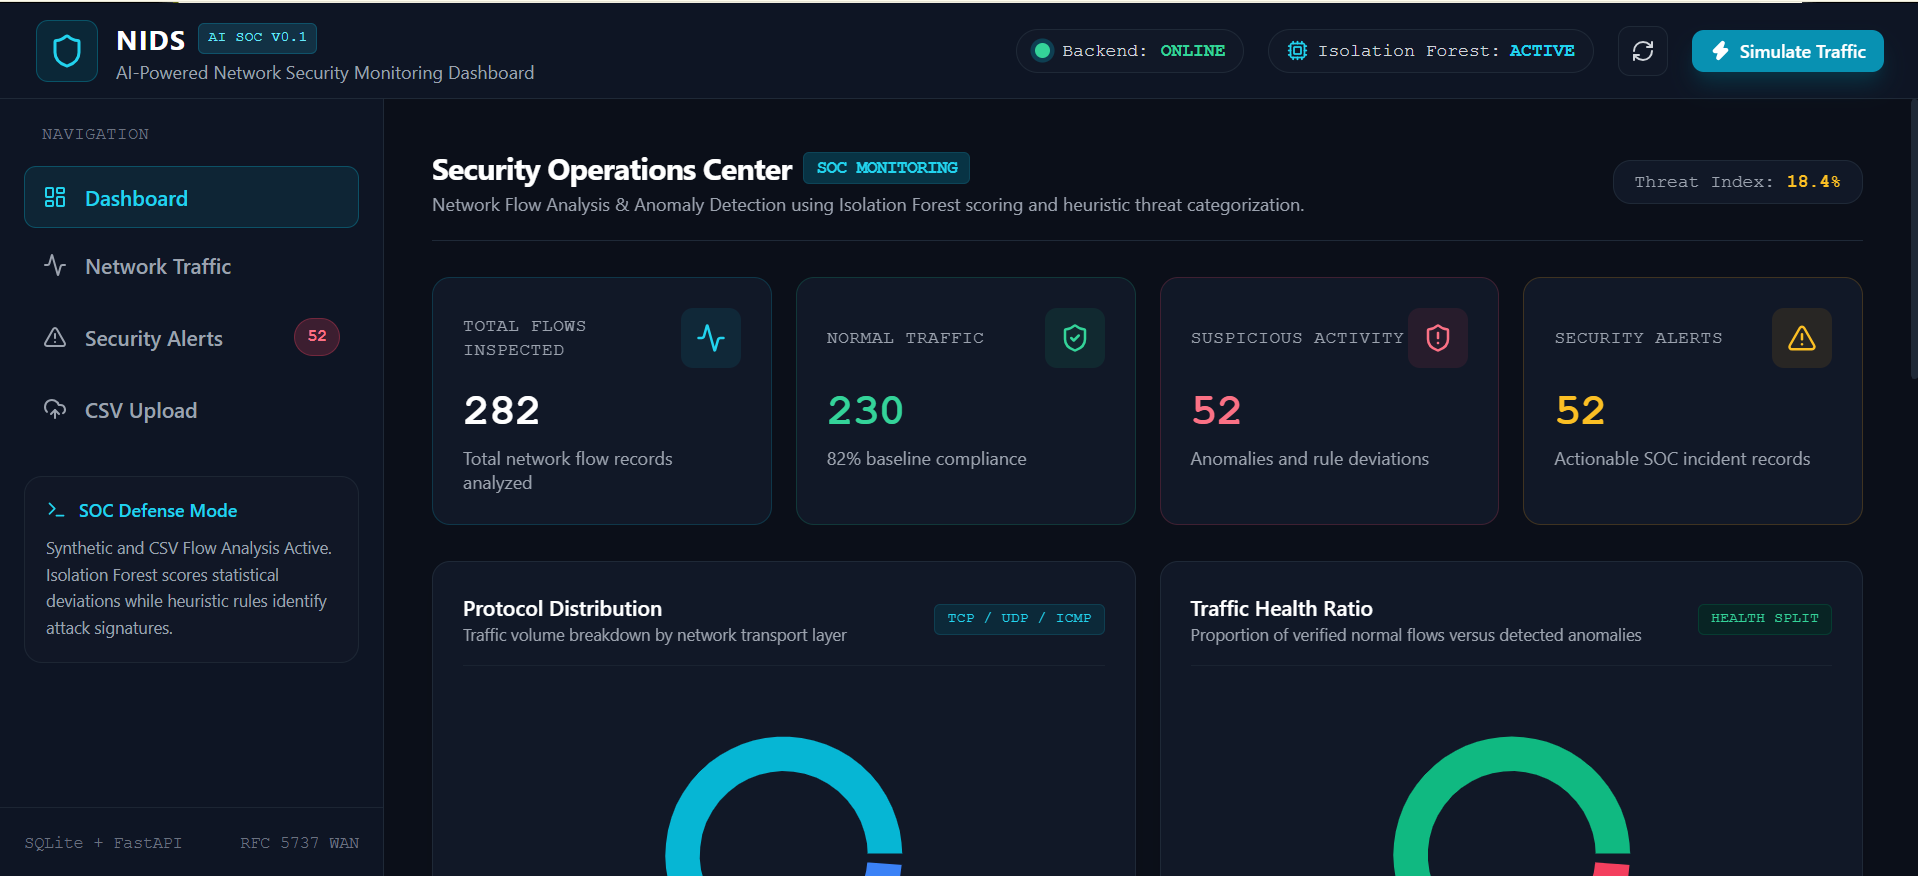 NIDS
AI SOC V0.1
AI-Powered Network Security Monitoring Dashboard
Backend: ONLINE
Isolation Forest: ACTIVE
Simulate Traffic
NAVIGATION
Dashboard
Network Traffic
Security Alerts
52
CSV Upload
SOC Defense Mode
Synthetic and CSV Flow Analysis Active.
Isolation Forest scores statistical
deviations while heuristic rules identify
attack signatures.
SQLite + FastAPI
RFC 5737 WAN
Security Operations Center
SOC MONITORING
Network Flow Analysis & Anomaly Detection using Isolation Forest scoring and heuristic threat categorization.
Threat Index: 18.4%
TOTAL FLOWS
INSPECTED
282
Total network flow records
analyzed
NORMAL TRAFFIC
230
82% baseline compliance
SUSPICIOUS ACTIVITY
52
Anomalies and rule deviations
SECURITY ALERTS
52
Actionable SOC incident records
Protocol Distribution
Traffic volume breakdown by network transport layer
TCP / UDP / ICMP
Traffic Health Ratio
Proportion of verified normal flows versus detected anomalies
HEALTH SPLIT